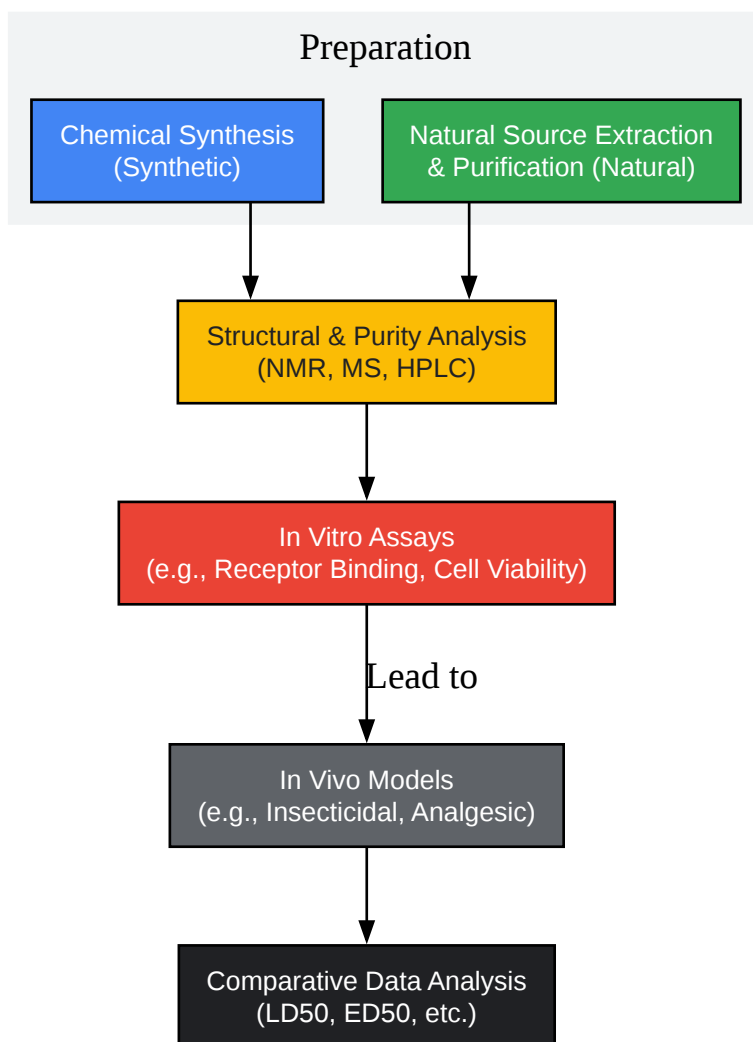 Preparation
Chemical Synthesis
(Synthetic)
Natural Source Extraction
& Purification (Natural)
Structural & Purity Analysis
(NMR, MS, HPLC)
In Vitro Assays
(e.g., Receptor Binding, Cell Viability)
Lead to
In Vivo Models
(e.g., Insecticidal, Analgesic)
Comparative Data Analysis
(LD50, ED50, etc.)